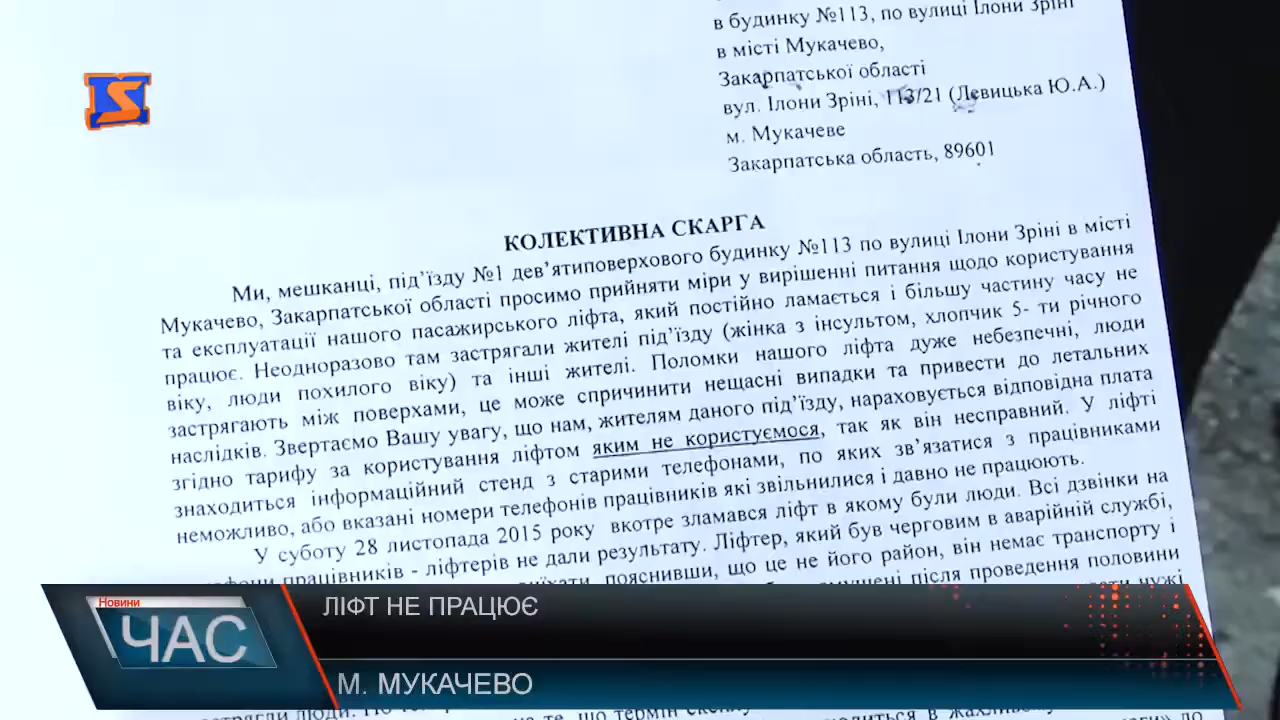 в будинку №113, по вулиці Ілони Зріні
в місті Мукачево,
Закарпатської області
вул. Ілони Зріні, 113/21 (Левицька Ю.А.)
м. Мукачеве
Закарпатська область, 89601
КОЛЕКТИВНА СКАРГА
Ми, мешканці, під’їзду №1 дев’ятиповерхового будинку №113 по вулиці Ілони Зріні в місті
Мукачево, Закарпатської області просимо прийняти міри у вирішенні питання щодо користування
та експлуатації нашого пасажирського ліфта, який постійно ламається і більшу частину часу не
працює. Неодноразово там застрягали жителі під’їзду (жінка з інсультом, хлопчик 5- ти річного
віку, люди похилого віку) та інші жителі. Поломки нашого ліфта дуже небезпечні, люди
застрягають між поверхами, це може спричинити нещасні випадки та привести до летальних
наслідків. Звертаємо Вашу увагу, що нам, жителям даного під’їзду, нараховується відповідна плата
згідно тарифу за користування ліфтом яким не користуємося, так як він несправний. У ліфті
знаходиться інформаційний стенд з старими телефонами, по яких зв’язатися з працівниками
неможливо, або вказані номери телефонів працівників які звільнилися і давно не працюють.
У суботу 28 листопада 2015 року вкотре зламався ліфт в якому були люди. Всі дзвінки на
працівників - ліфтерів не дали результату. Ліфтер, який був черговим в аварійній службі,
пояснивши, що це не його район, він немає транспорту і
після проведення половини
чужі
Новини
ЧАС
ЛІФТ НЕ ПРАЦЮЄ
М. МУКАЧЕВО
люди.
те, що термін
в
до